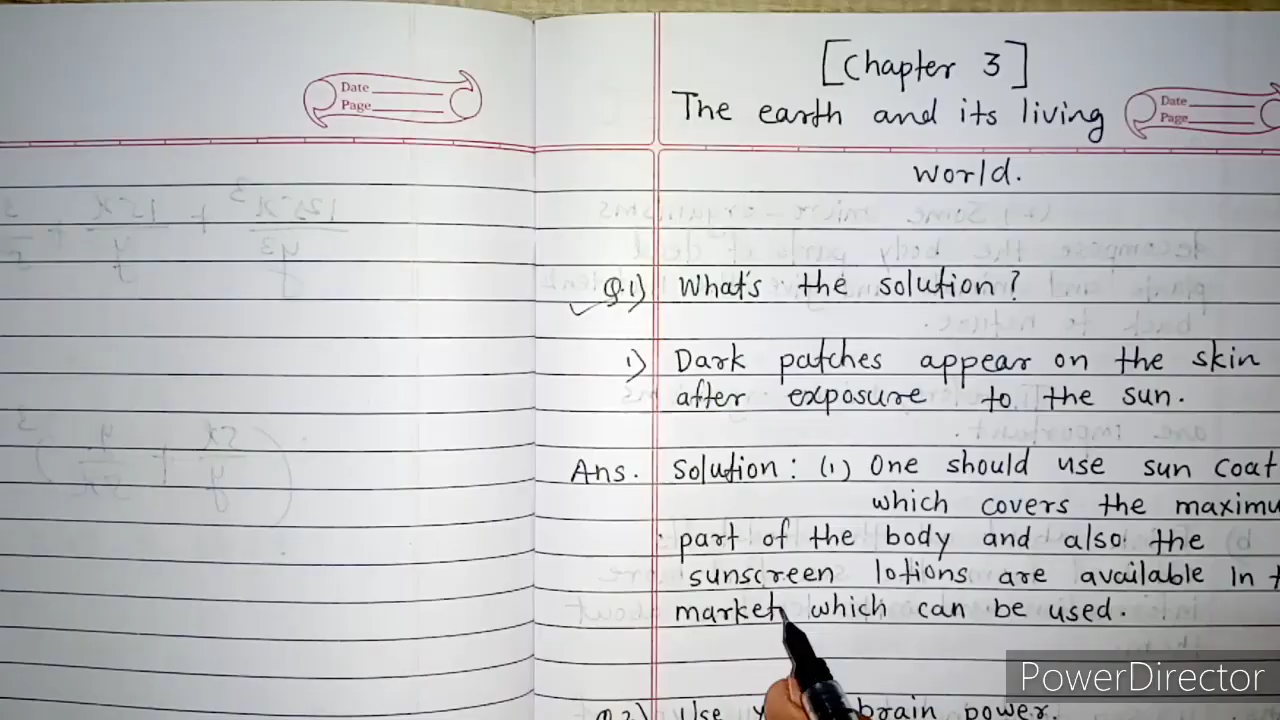 Date
Page
[Chapter 3]
The earth and its living
Date
Page
world.
Q.1) What's the solution?
1) Dark patches appear on the skin
after exposure to the sun.
Ans. Solution: (1) One should use sun coat
which covers the maximu
part of the body and also the
sunscreen lotions are available in t
market which can be used.
Use brain power.
PowerDirector